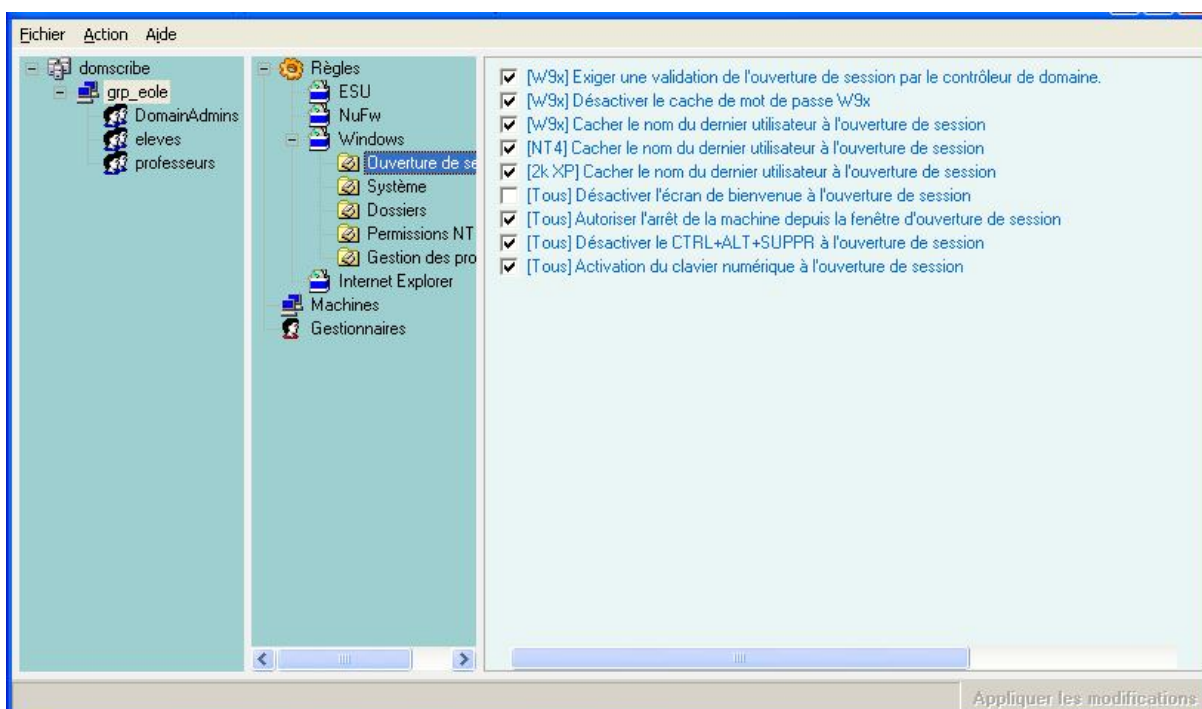 Fichier Action Aide
domscribe
grp_eole
DomainAdmins
eleves
professeurs
Règles
ESU
NuFw
Windows
Ouverture de se
Système
Dossiers
Permissions NT
Gestion des pro
Internet Explorer
Machines
Gestionnaires
[W9x] Exiger une validation de l'ouverture de session par le contrôleur de domaine.
[W9x] Désactiver le cache de mot de passe W9x
[W9x] Cacher le nom du dernier utilisateur à l'ouverture de session
[NT4] Cacher le nom du dernier utilisateur à l'ouverture de session
[2k XP] Cacher le nom du dernier utilisateur à l'ouverture de session
[Tous] Désactiver l'écran de bienvenue à l'ouverture de session
[Tous] Autoriser l'arrêt de la machine depuis la fenêtre d'ouverture de session
[Tous] Désactiver le CTRL+ALT+SUPPR à l'ouverture de session
[Tous] Activation du clavier numérique à l'ouverture de session
Appliquer les modifications